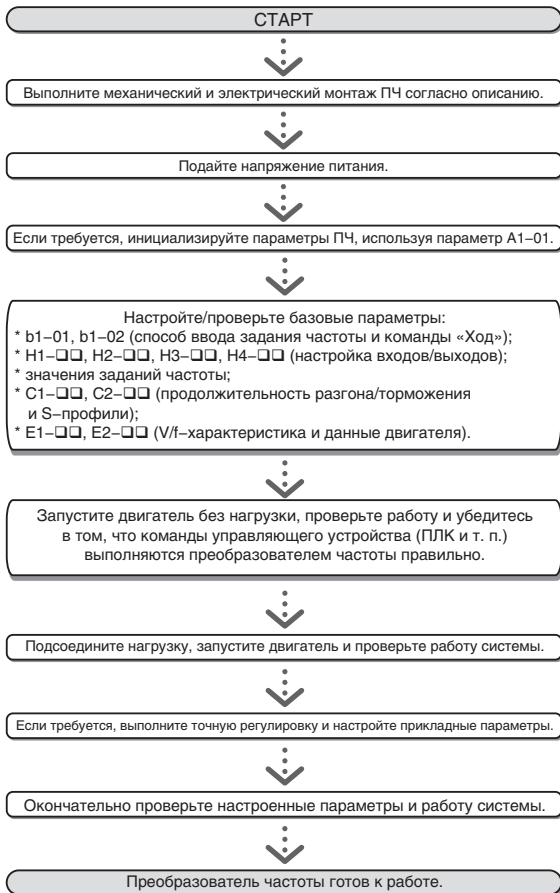 СТАРТ
Выполните механический и электрический монтаж ПЧ согласно описанию.
Подайте напряжение питания.
Если требуется, инициализируйте параметры ПЧ, используя параметр A1–01.
Настройте/проверьте базовые параметры:
* b1–01, b1–02 (способ ввода задания частоты и команды «Ход»);
* H1–❑❑, H2–❑❑, H3–❑❑, H4–❑❑ (настройка входов/выходов);
* значения заданий частоты;
* C1–❑❑, C2–❑❑ (продолжительность разгона/торможения
и S–профили);
* E1–❑❑, E2–❑❑ (V/f–характеристика и данные двигателя).
Запустите двигатель без нагрузки, проверьте работу и убедитесь
в том, что команды управляющего устройства (ПЛК и т. п.)
выполняются преобразователем частоты правильно.
Подсоедините нагрузку, запустите двигатель и проверьте работу системы.
Если требуется, выполните точную регулировку и настройте прикладные параметры.
Окончательно проверьте настроенные параметры и работу системы.
Преобразователь частоты готов к работе.